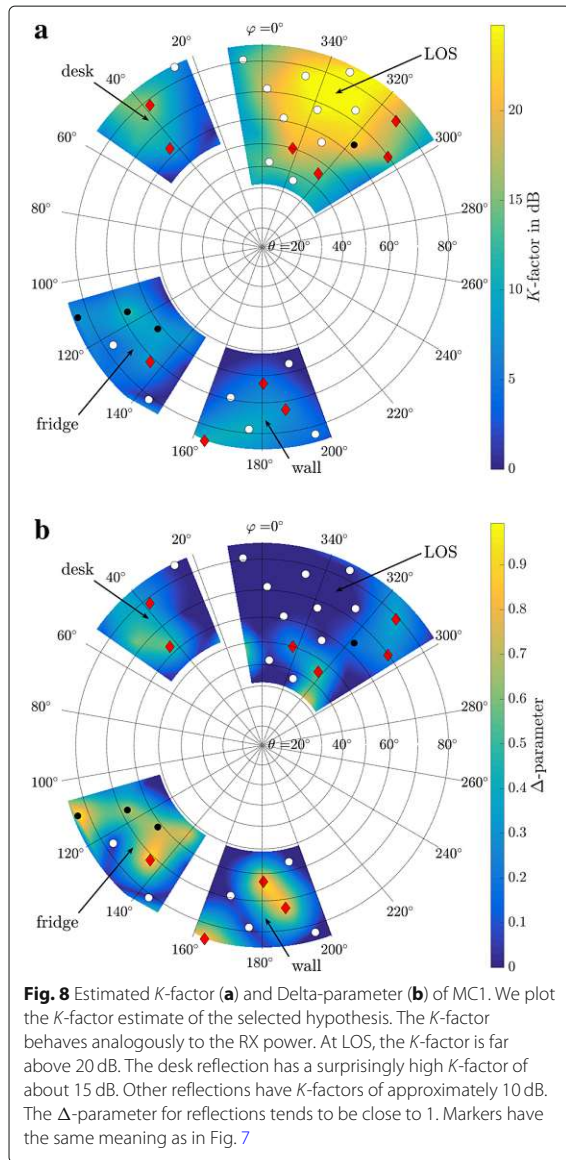 a
φ=0°
20°
340°
desk
LOS
40°
320°
60°
300°
80°
280°
θ=20°
40°
60°
80°
100°
260°
120°
240°
fridge
140°
220°
160°
180°
200°
wall
20
15
10
5
0
K-factor in dB
b
φ=0°
20°
340°
desk
LOS
40°
320°
60°
300°
80°
280°
θ=20°
40°
60°
80°
100°
260°
120°
240°
fridge
140°
220°
160°
180°
200°
wall
0.9
0.8
0.7
0.6
0.5
0.4
0.3
0.2
0.1
0
Δ-parameter
Fig. 8 Estimated K-factor (a) and Delta-parameter (b) of MC1. We plot
the K-factor estimate of the selected hypothesis. The K-factor
behaves analogously to the RX power. At LOS, the K-factor is far
above 20 dB. The desk reflection has a surprisingly high K-factor of
about 15 dB. Other reflections have K-factors of approximately 10 dB.
The Δ-parameter for reflections tends to be close to 1. Markers have
the same meaning as in Fig. 7